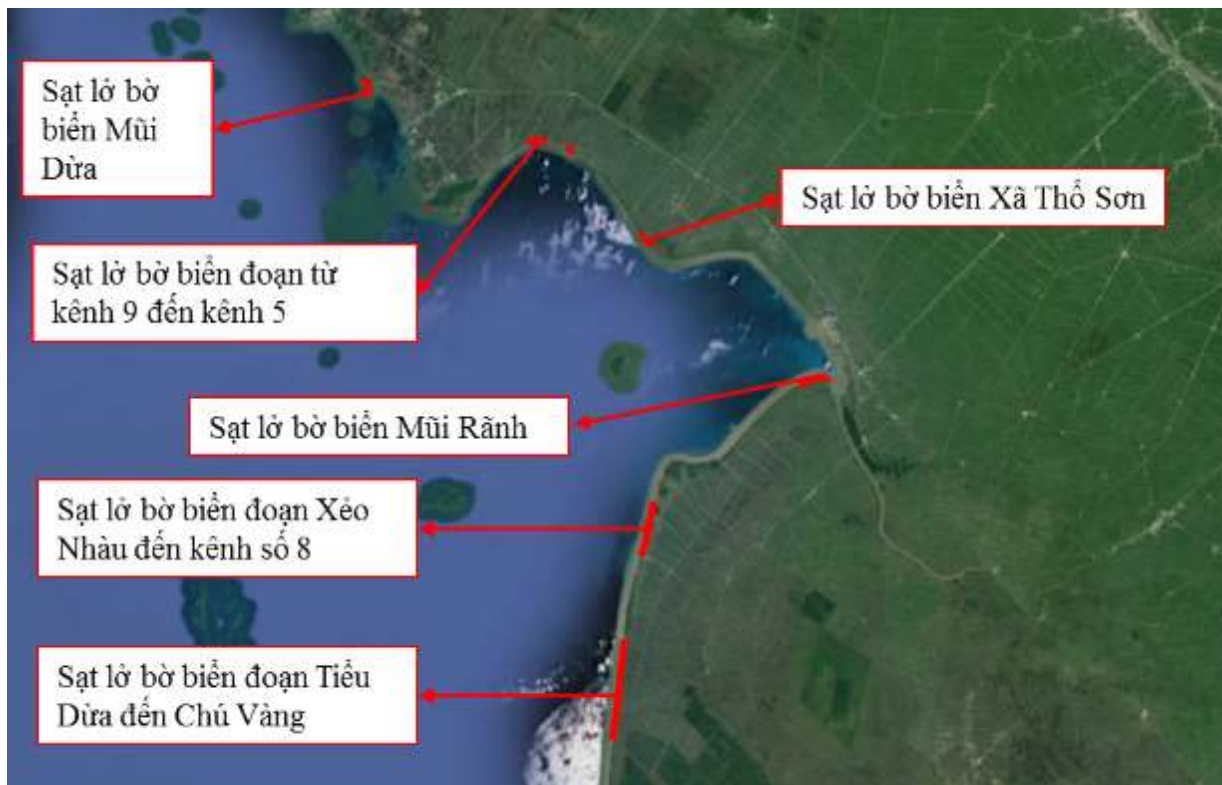 Sạt lở bờ
biển Mũi
Dừa
Sạt lở bờ biển Xã Thổ Sơn
Sạt lở bờ biển đoạn từ
kênh 9 đến kênh 5
Sạt lở bờ biển Mũi Rãnh
Sạt lở bờ biển đoạn Xẻo
Nhàu đến kênh số 8
Sạt lở bờ biển đoạn Tiểu
Dừa đến Chú Vàng